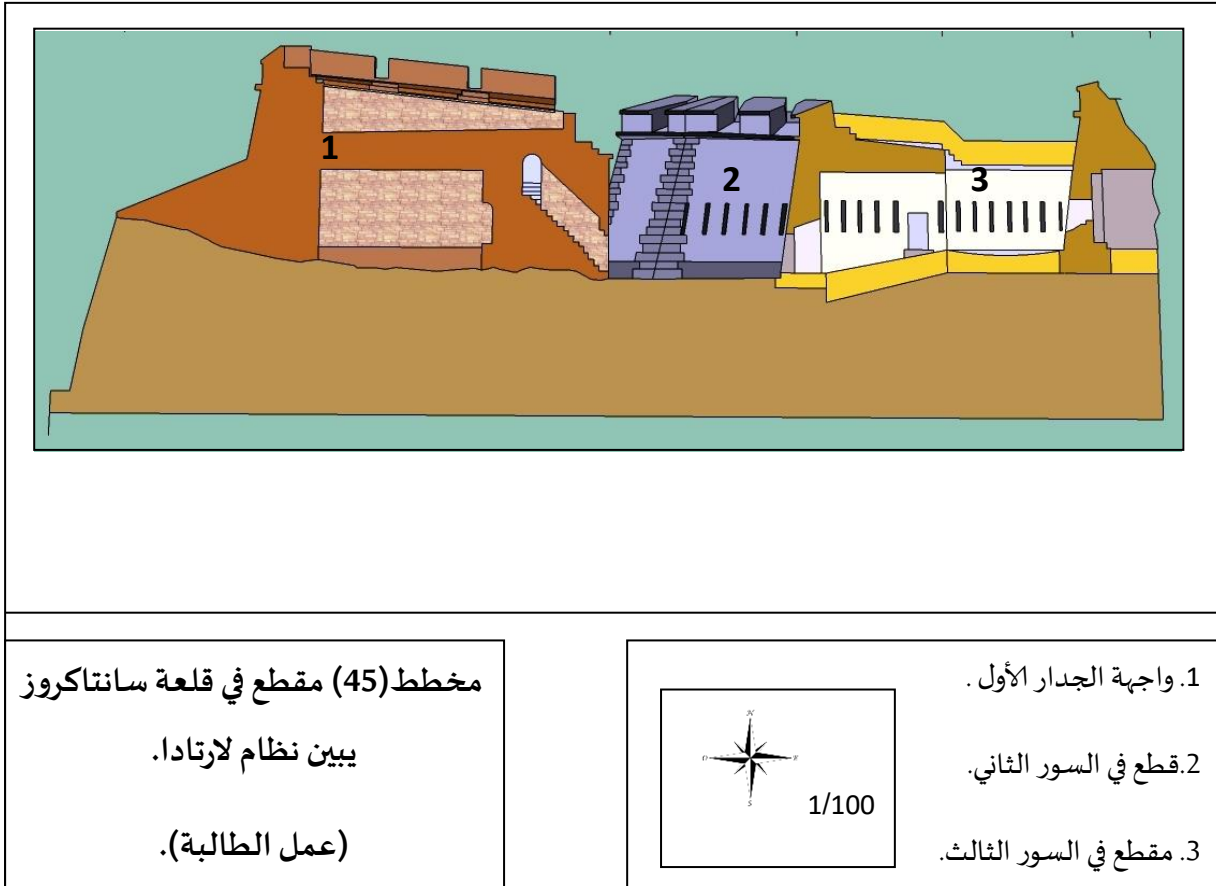 1
2
3
مخطط(45) مقطع في قلعة سانتاكروز
يبين نظام لارتادا.
(عمل الطالبة).
1. واجهة الجدار الأول .
2.قطع في السور الثاني.
3. مقطع في السور الثالث.
1/100